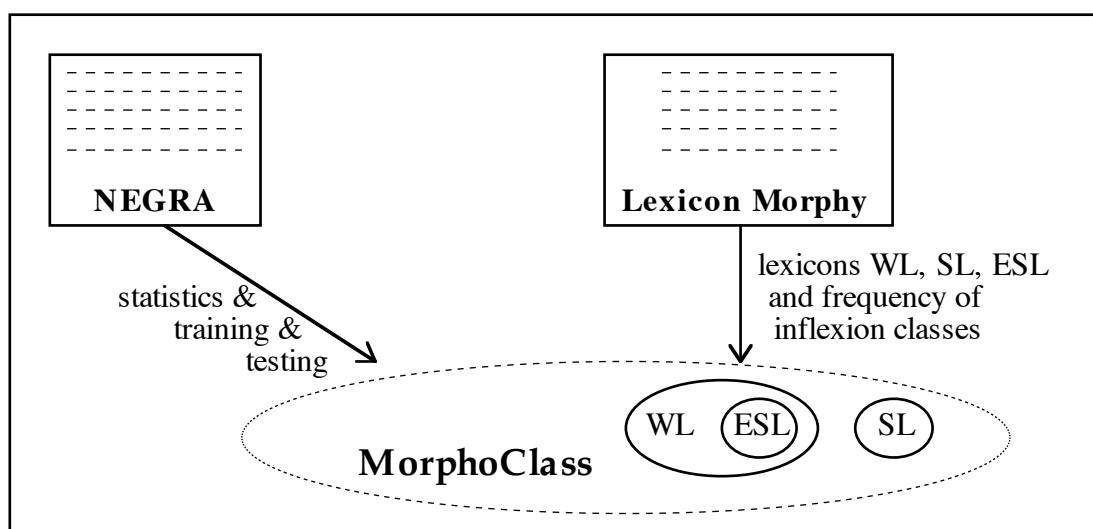 NEGRA
Lexicon Morphy
statistics &
training &
testing
lexicons WL, SL, ESL
and frequency of
inflexion classes
WL
ESL
SL
MorphoClass